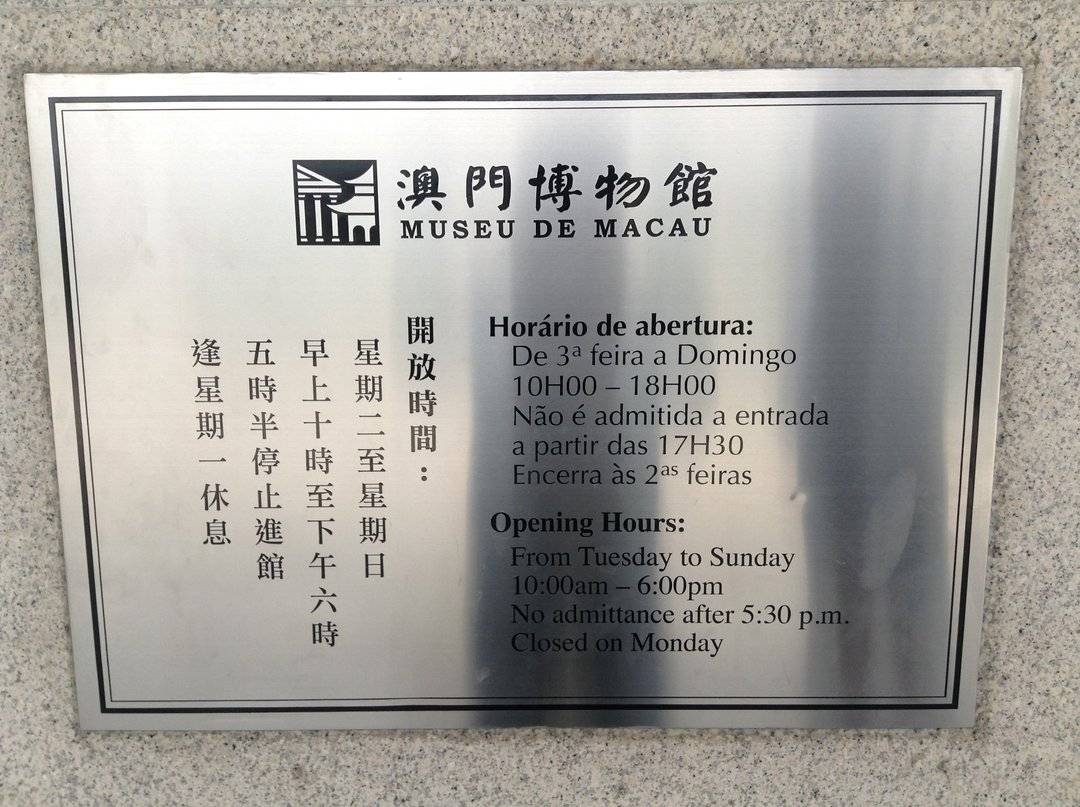 澳門博物館
MUSEU DE MACAU
開放時間：
星期二至星期日
早上十時至下午六時
五時半停止進館
逢星期一休息
Horário de abertura:
De 3ª feira a Domingo
10H00 – 18H00
Não é admitida a entrada
a partir das 17H30
Encerra às 2ªˢ feiras
Opening Hours:
From Tuesday to Sunday
10:00am – 6:00pm
No admittance after 5:30 p.m.
Closed on Monday